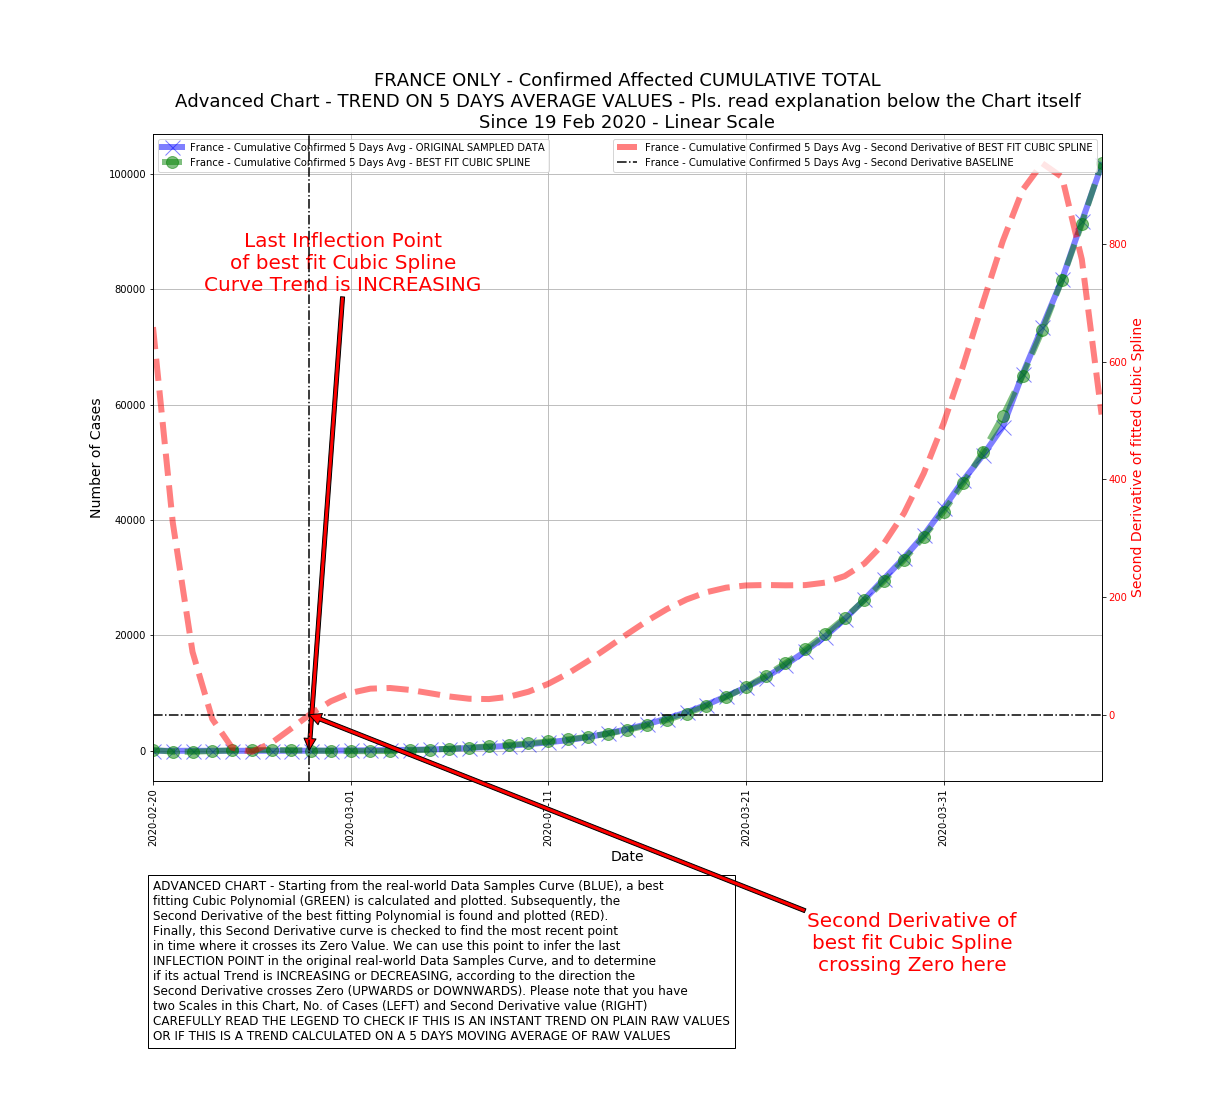 FRANCE ONLY - Confirmed Affected CUMULATIVE TOTAL
Advanced Chart - TREND ON 5 DAYS AVERAGE VALUES - Pls. read explanation below the Chart itself
Since 19 Feb 2020 - Linear Scale
France - Cumulative Confirmed 5 Days Avg - ORIGINAL SAMPLED DATA
France - Cumulative Confirmed 5 Days Avg - BEST FIT CUBIC SPLINE
France - Cumulative Confirmed 5 Days Avg - Second Derivative of BEST FIT CUBIC SPLINE
France - Cumulative Confirmed 5 Days Avg - Second Derivative BASELINE
Last Inflection Point
of best fit Cubic Spline
Curve Trend is INCREASING
100000
80000
60000
40000
20000
0
Number of Cases
800
600
400
200
0
Second Derivative of fitted Cubic Spline
2020-02-20
2020-03-01
2020-03-11
2020-03-21
2020-03-31
Date
ADVANCED CHART - Starting from the real-world Data Samples Curve (BLUE), a best
fitting Cubic Polynomial (GREEN) is calculated and plotted. Subsequently, the
Second Derivative of the best fitting Polynomial is found and plotted (RED).
Finally, this Second Derivative curve is checked to find the most recent point
in time where it crosses its Zero Value. We can use this point to infer the last
INFLECTION POINT in the original real-world Data Samples Curve, and to determine
if its actual Trend is INCREASING or DECREASING, according to the direction the
Second Derivative crosses Zero (UPWARDS or DOWNWARDS). Please note that you have
two Scales in this Chart, No. of Cases (LEFT) and Second Derivative value (RIGHT)
CAREFULLY READ THE LEGEND TO CHECK IF THIS IS AN INSTANT TREND ON PLAIN RAW VALUES
OR IF THIS IS A TREND CALCULATED ON A 5 DAYS MOVING AVERAGE OF RAW VALUES
Second Derivative of
best fit Cubic Spline
crossing Zero here